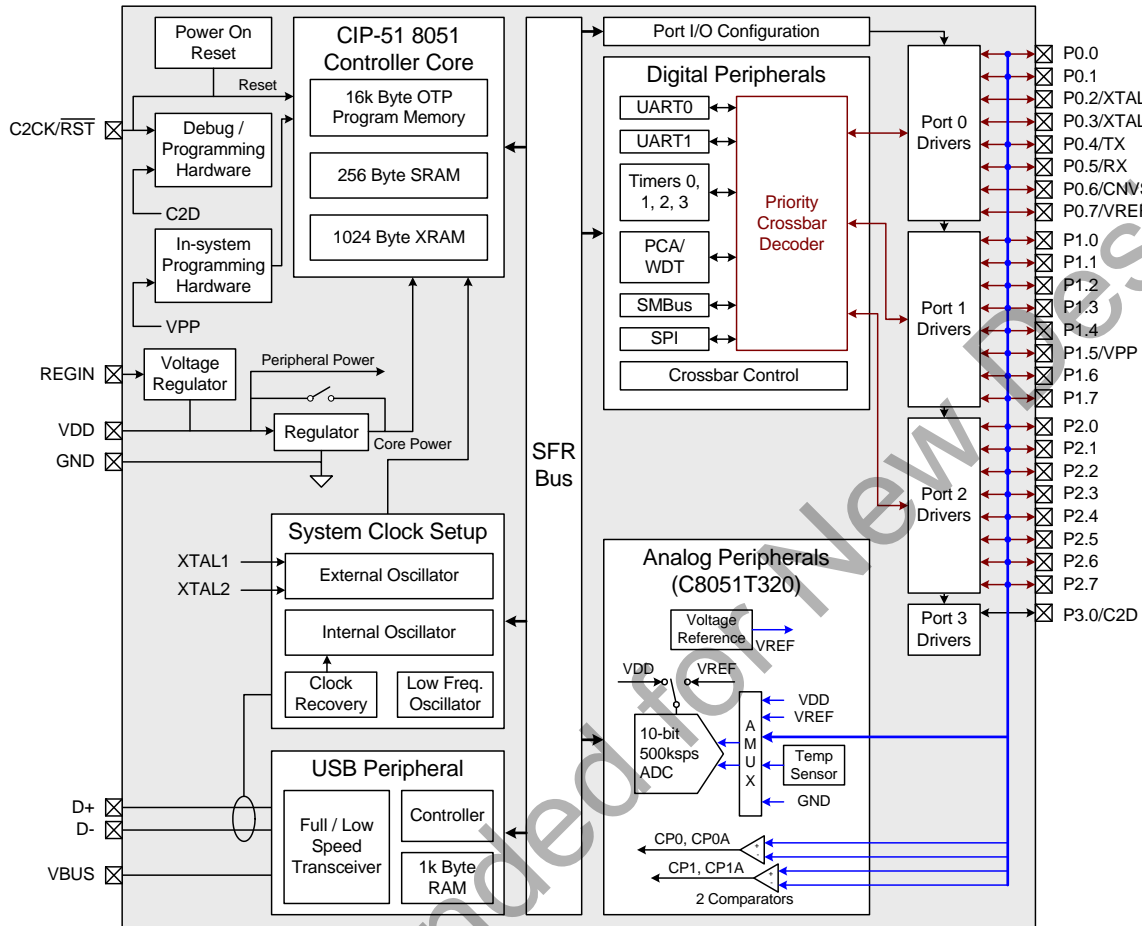 Power On
Reset
Reset
C2CK/RST
Debug /
Programming
Hardware
C2D
In-system
Programming
Hardware
VPP
CIP-51 8051
Controller Core
16k Byte OTP
Program Memory
256 Byte SRAM
1024 Byte XRAM
REGIN
Voltage
Regulator
Peripheral Power
VDD
Regulator
Core Power
GND
System Clock Setup
XTAL1
XTAL2
External Oscillator
Internal Oscillator
Clock
Recovery
Low Freq.
Oscillator
USB Peripheral
D+
D-
VBUS
Full / Low
Speed
Transceiver
Controller
1k Byte
RAM
SFR
Bus
Port I/O Configuration
Digital Peripherals
UART0
UART1
Timers 0,
1, 2, 3
PCA/
WDT
SMBus
SPI
Priority
Crossbar
Decoder
Crossbar Control
Analog Peripherals
(C8051T320)
Voltage
Reference
VREF
VDD
VREF
10-bit
500ksps
ADC
A
M
U
X
VDD
VREF
Temp
Sensor
GND
CP0, CP0A
+
-
CP1, CP1A
+
-
2 Comparators
Port 0
Drivers
Port 1
Drivers
Port 2
Drivers
Port 3
Drivers
P0.0
P0.1
P0.2/XTAL
P0.3/XTAL
P0.4/TX
P0.5/RX
P0.6/CNVS
P0.7/VREF
P1.0
P1.1
P1.2
P1.3
P1.4
P1.5/VPP
P1.6
P1.7
P2.0
P2.1
P2.2
P2.3
P2.4
P2.5
P2.6
P2.7
P3.0/C2D
nded for New Des